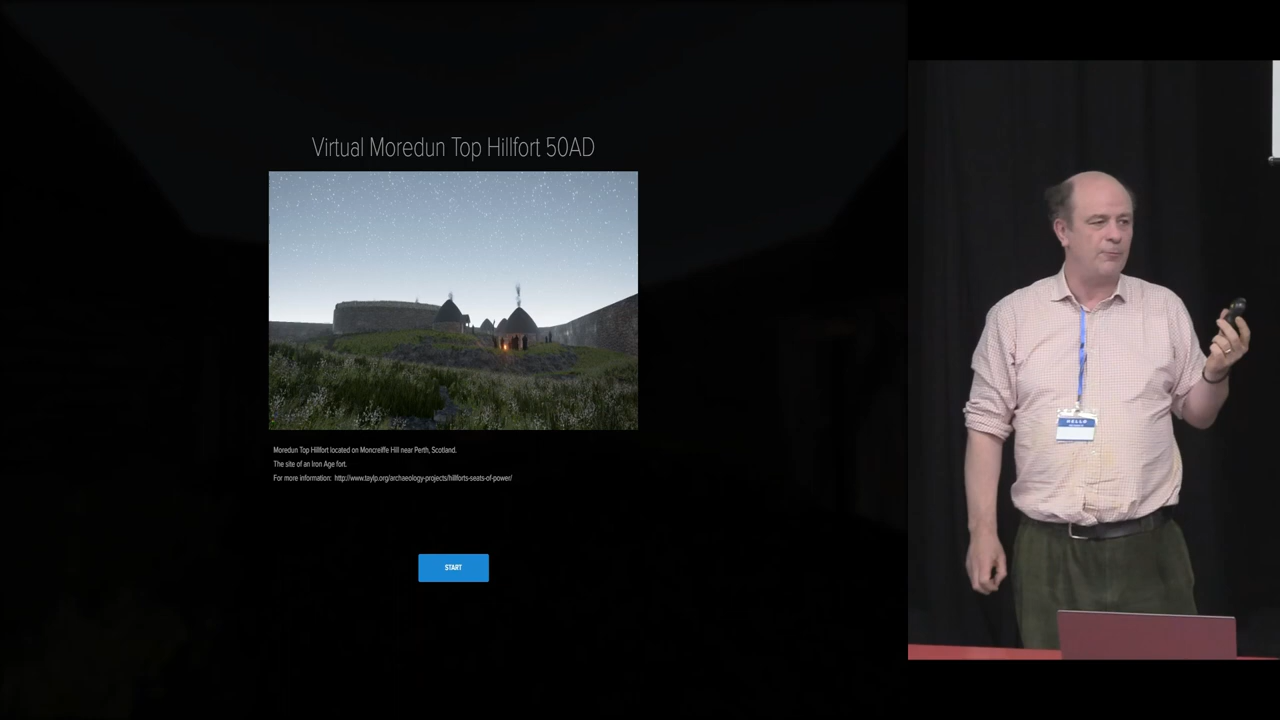 Virtual Moredun Top Hillfort 50AD
Moredun Top Hillfort located on Moncreiffe Hill near Perth, Scotland.
The site of an Iron Age fort.
For more information: http://www.taylp.org/archaeology-projects/hillforts-seats-of-power/
START
HELLO